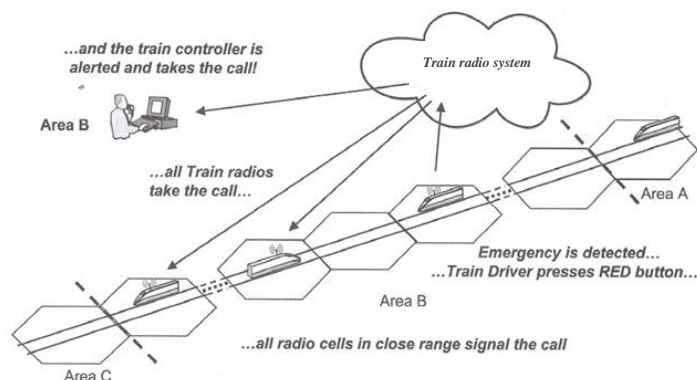 ...and the train controller is
alerted and takes the call!
Train radio system
Area B
...all Train radios
take the call...
Area A
Emergency is detected...
...Train Driver presses RED button...
Area B
...all radio cells in close range signal the call
Area C